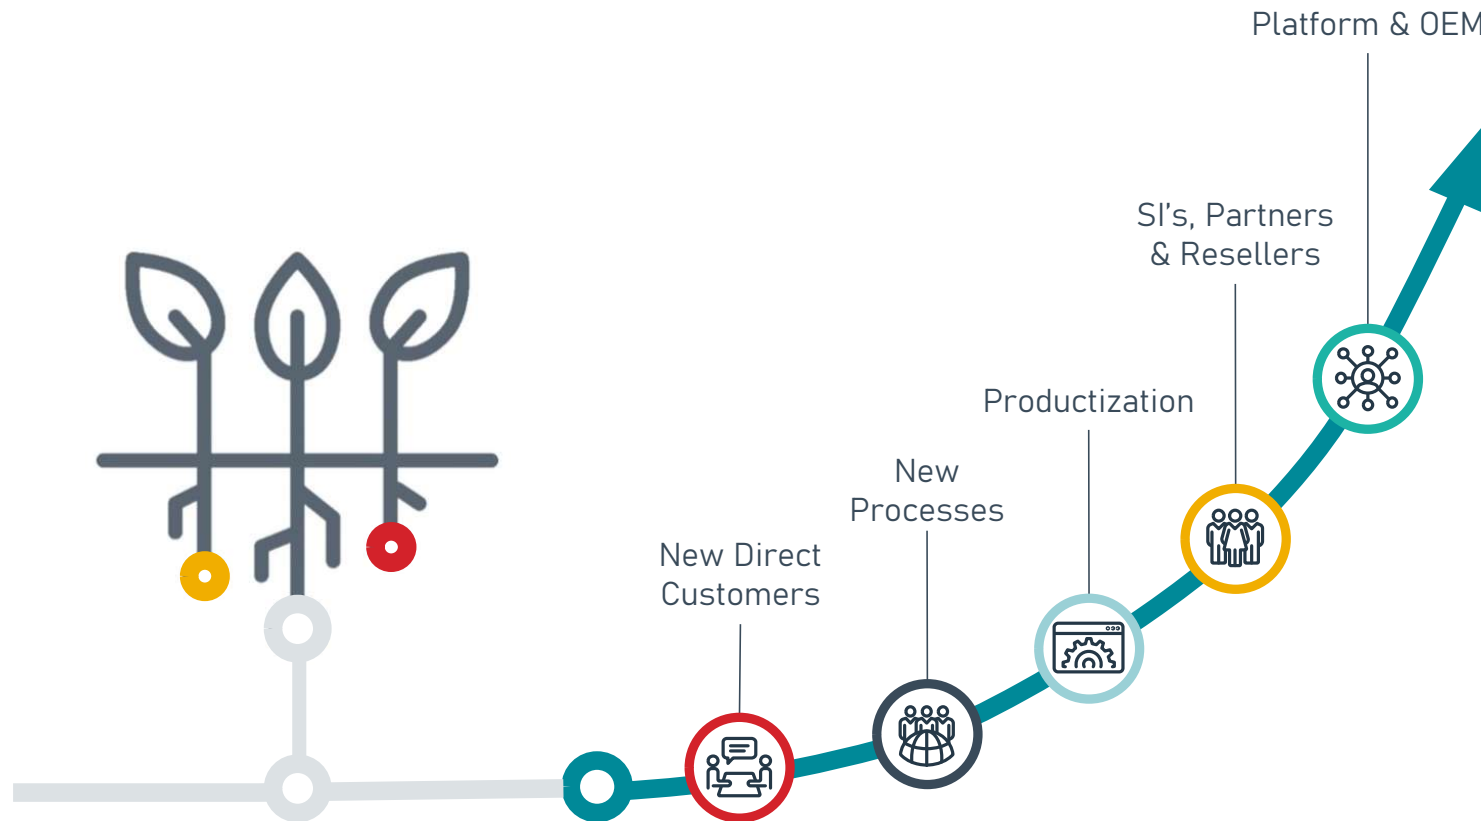 Platform & OEM
SI's, Partners
& Resellers
Productization
New
Processes
New Direct
Customers